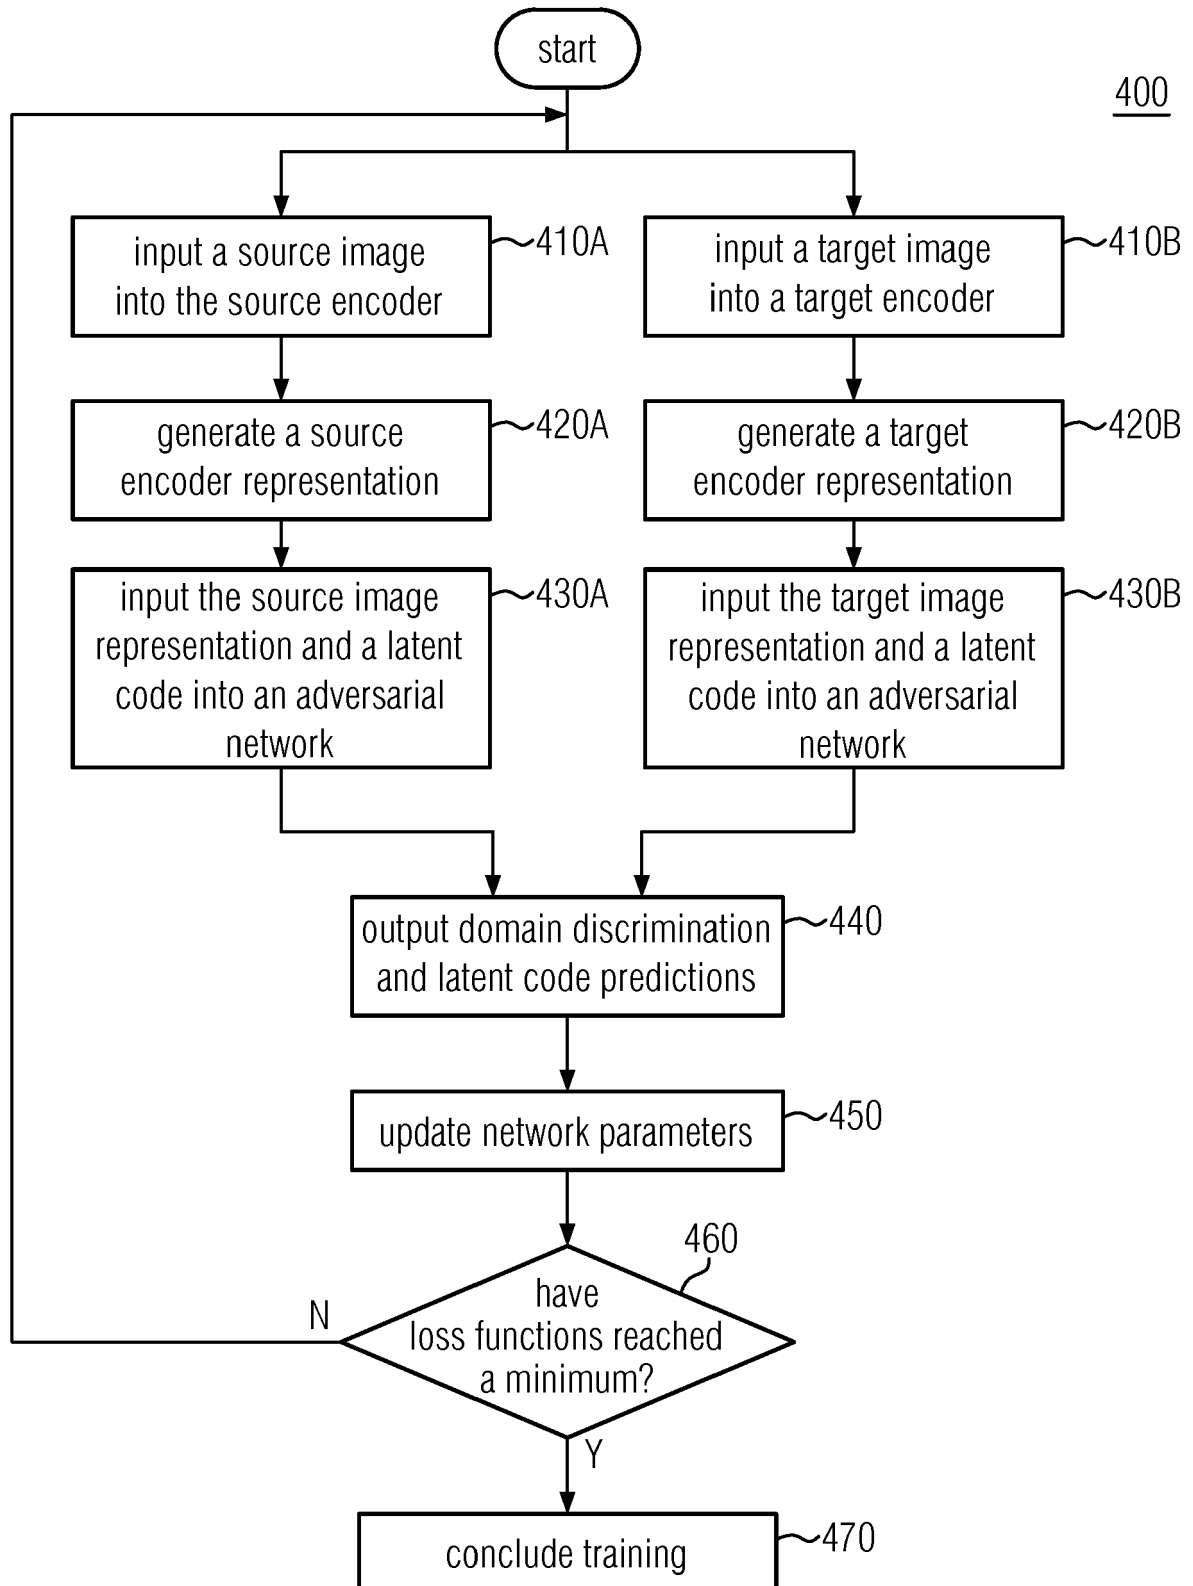 start
400
input a source image
into the source encoder
410A
input a target image
into a target encoder
410B
generate a source
encoder representation
420A
generate a target
encoder representation
420B
input the source image
representation and a latent
code into an adversarial
network
430A
input the target image
representation and a latent
code into an adversarial
network
430B
output domain discrimination
and latent code predictions
440
update network parameters
450
460
have
loss functions reached
a minimum?
N
Y
conclude training
470